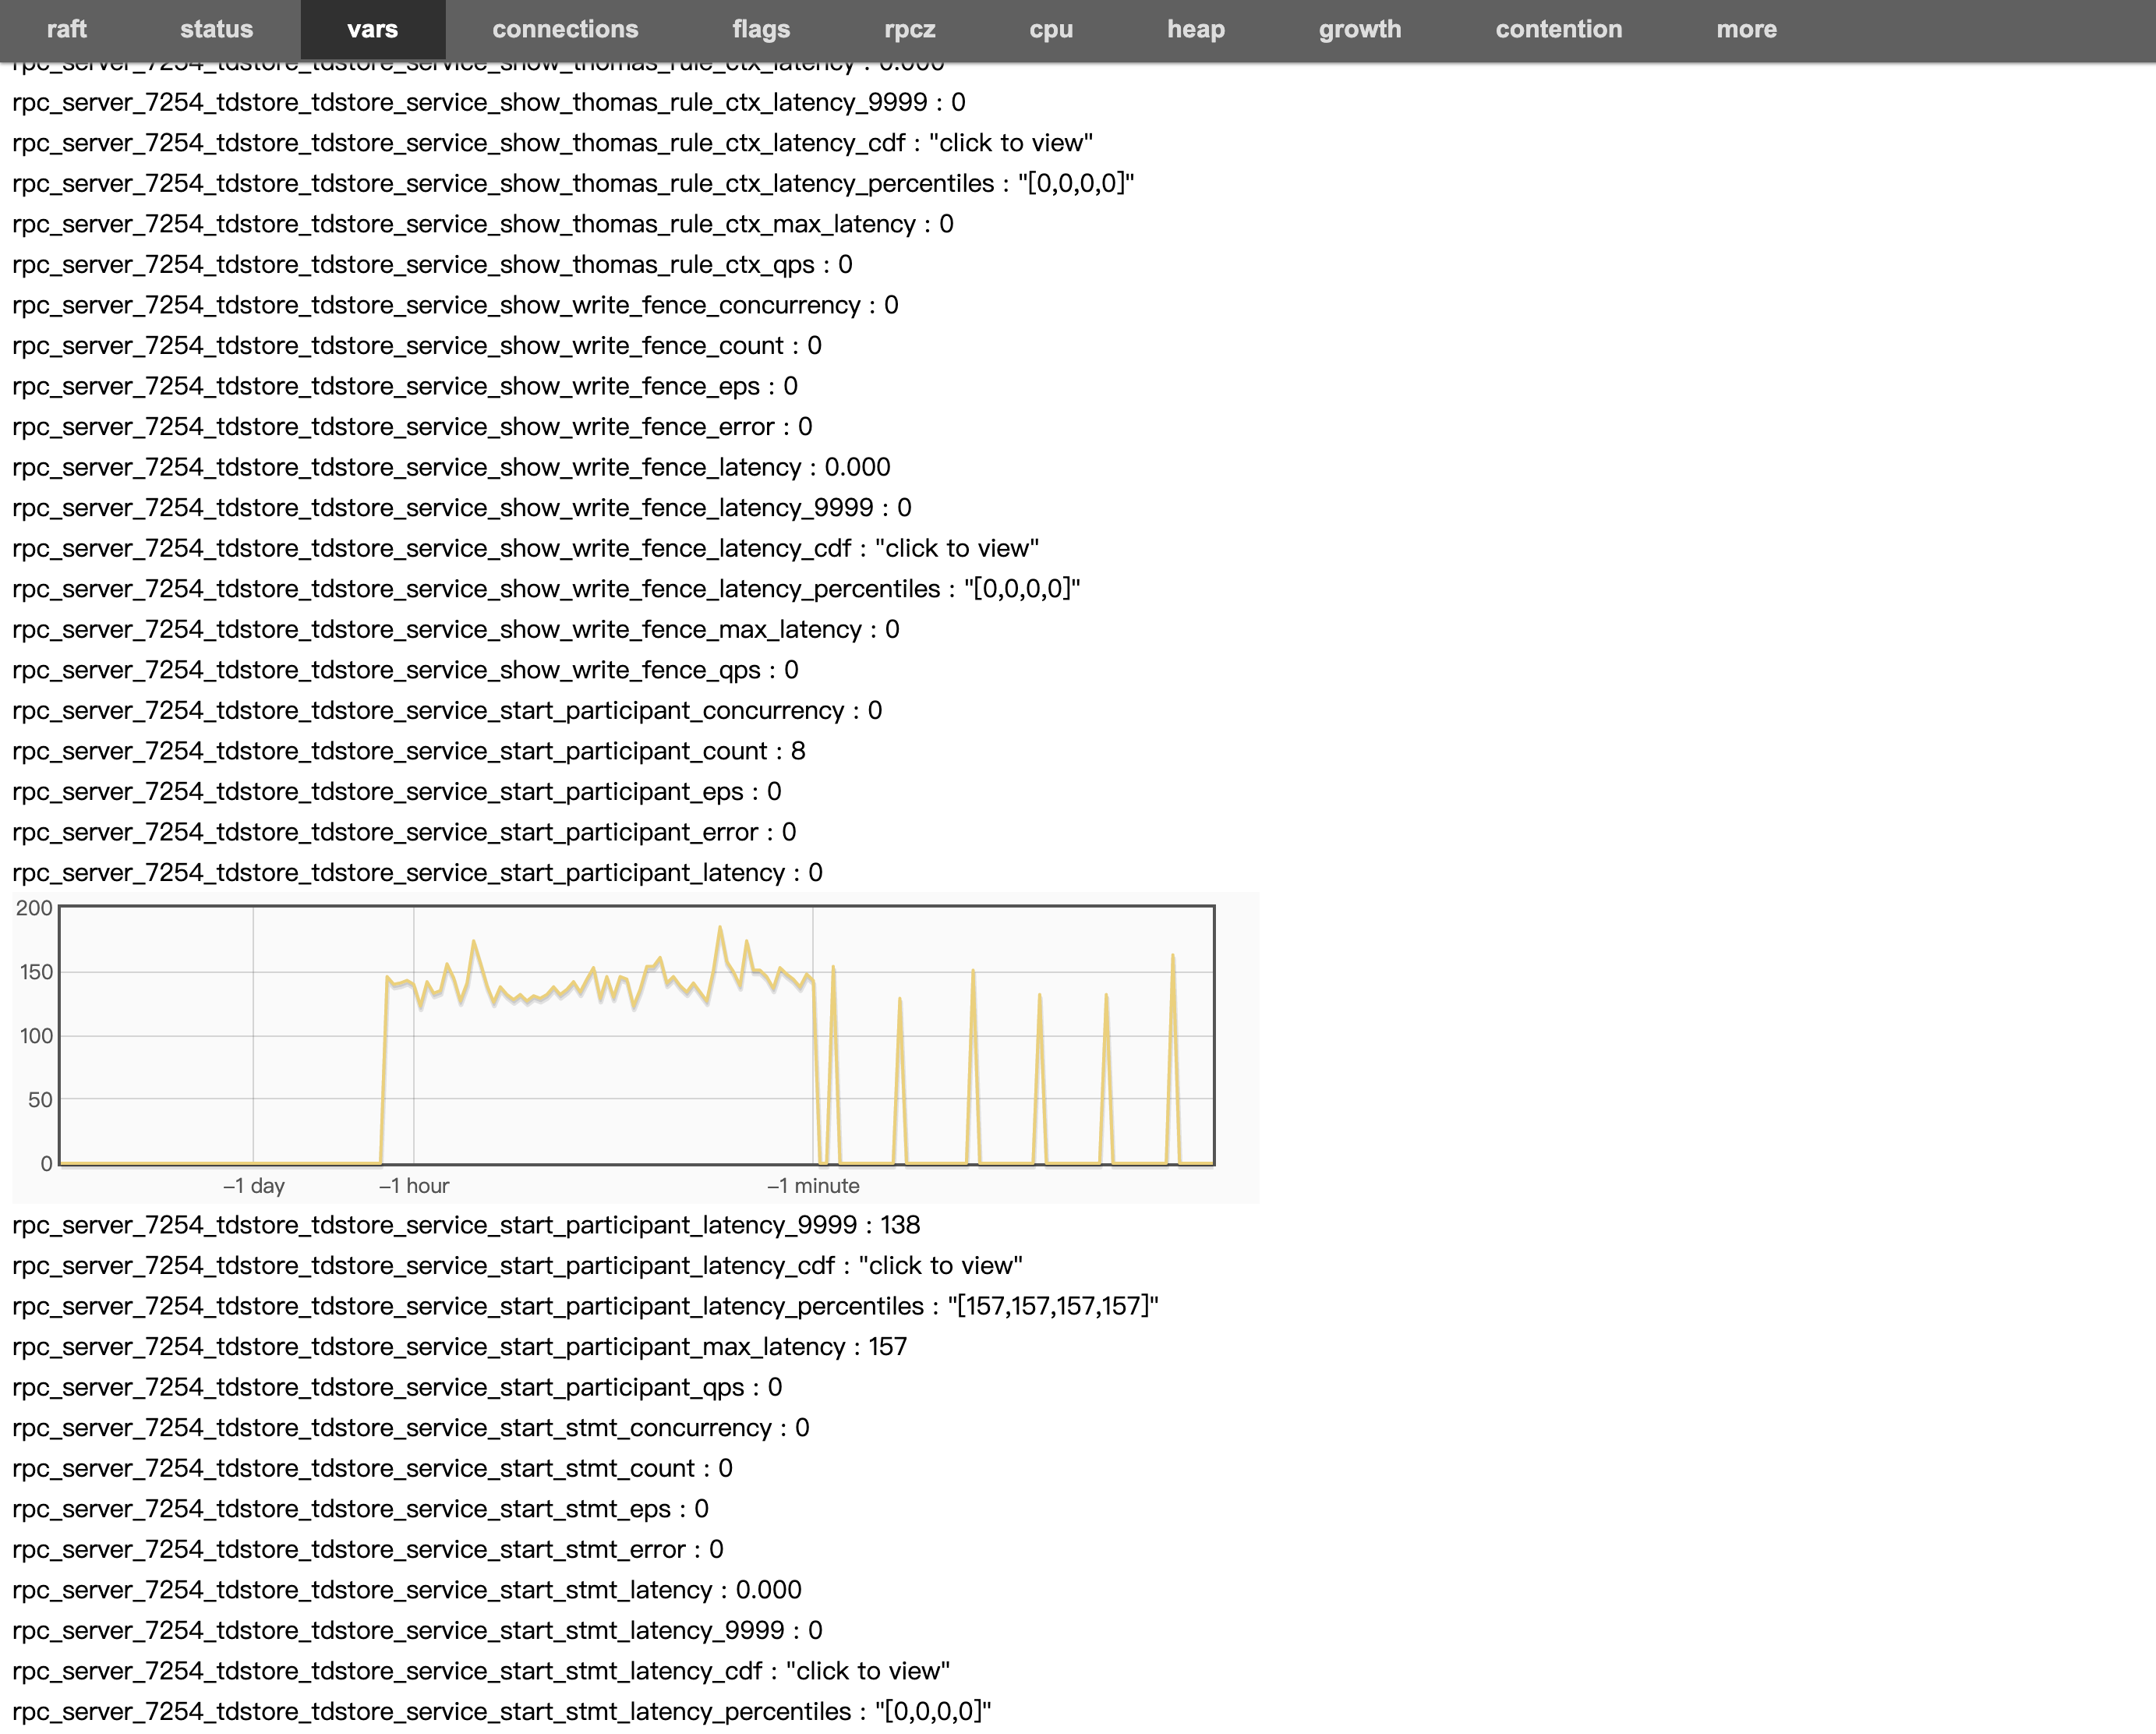 raft status vars connections flags rpcz cpu heap growth contention more
rpc_server_7254_tdstore_tdstore_service_show_thomas_rule_ctx_latency : 0.000
rpc_server_7254_tdstore_tdstore_service_show_thomas_rule_ctx_latency_9999 : 0
rpc_server_7254_tdstore_tdstore_service_show_thomas_rule_ctx_latency_cdf : "click to view"
rpc_server_7254_tdstore_tdstore_service_show_thomas_rule_ctx_latency_percentiles : "[0,0,0,0]"
rpc_server_7254_tdstore_tdstore_service_show_thomas_rule_ctx_max_latency : 0
rpc_server_7254_tdstore_tdstore_service_show_thomas_rule_ctx_qps : 0
rpc_server_7254_tdstore_tdstore_service_show_write_fence_concurrency : 0
rpc_server_7254_tdstore_tdstore_service_show_write_fence_count : 0
rpc_server_7254_tdstore_tdstore_service_show_write_fence_eps : 0
rpc_server_7254_tdstore_tdstore_service_show_write_fence_error : 0
rpc_server_7254_tdstore_tdstore_service_show_write_fence_latency : 0.000
rpc_server_7254_tdstore_tdstore_service_show_write_fence_latency_9999 : 0
rpc_server_7254_tdstore_tdstore_service_show_write_fence_latency_cdf : "click to view"
rpc_server_7254_tdstore_tdstore_service_show_write_fence_latency_percentiles : "[0,0,0,0]"
rpc_server_7254_tdstore_tdstore_service_show_write_fence_max_latency : 0
rpc_server_7254_tdstore_tdstore_service_show_write_fence_qps : 0
rpc_server_7254_tdstore_tdstore_service_start_participant_concurrency : 0
rpc_server_7254_tdstore_tdstore_service_start_participant_count : 8
rpc_server_7254_tdstore_tdstore_service_start_participant_eps : 0
rpc_server_7254_tdstore_tdstore_service_start_participant_error : 0
rpc_server_7254_tdstore_tdstore_service_start_participant_latency : 0
200
150
100
50
0
–1 day –1 hour –1 minute
rpc_server_7254_tdstore_tdstore_service_start_participant_latency_9999 : 138
rpc_server_7254_tdstore_tdstore_service_start_participant_latency_cdf : "click to view"
rpc_server_7254_tdstore_tdstore_service_start_participant_latency_percentiles : "[157,157,157,157]"
rpc_server_7254_tdstore_tdstore_service_start_participant_max_latency : 157
rpc_server_7254_tdstore_tdstore_service_start_participant_qps : 0
rpc_server_7254_tdstore_tdstore_service_start_stmt_concurrency : 0
rpc_server_7254_tdstore_tdstore_service_start_stmt_count : 0
rpc_server_7254_tdstore_tdstore_service_start_stmt_eps : 0
rpc_server_7254_tdstore_tdstore_service_start_stmt_error : 0
rpc_server_7254_tdstore_tdstore_service_start_stmt_latency : 0.000
rpc_server_7254_tdstore_tdstore_service_start_stmt_latency_9999 : 0
rpc_server_7254_tdstore_tdstore_service_start_stmt_latency_cdf : "click to view"
rpc_server_7254_tdstore_tdstore_service_start_stmt_latency_percentiles : "[0,0,0,0]"